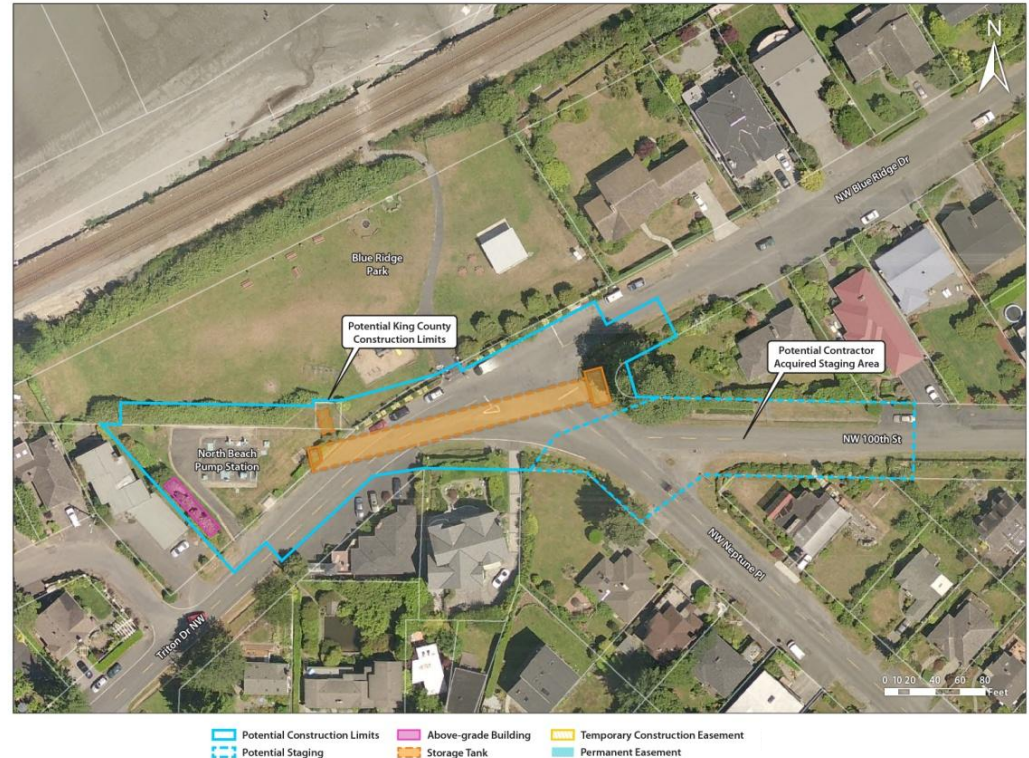 N
NW Blue Ridge Dr
Blue Ridge
Park
Potential King County
Construction Limits
Potential Contractor
Acquired Staging Area
NW 100th St
North Beach
Pump Station
NW Neptune Pl
Triton Dr NW
0 10 20 40 60 80
Feet
Potential Construction Limits
Above-grade Building
Temporary Construction Easement
Potential Staging
Storage Tank
Permanent Easement